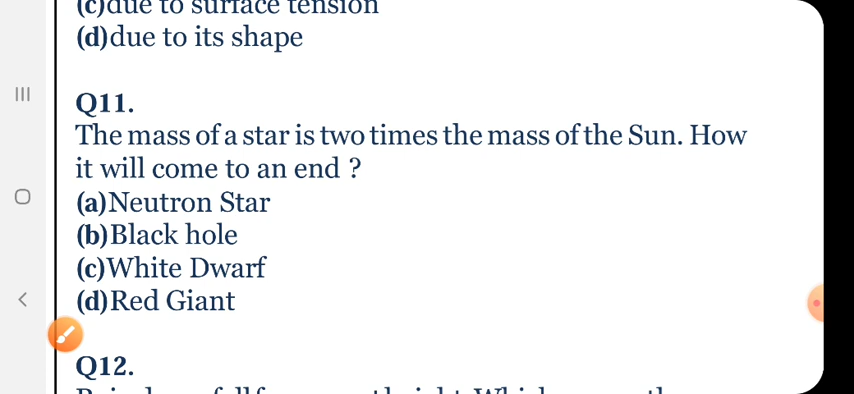 (c)due to surface tension
(d)due to its shape
Q11.
The mass of a star is two times the mass of the Sun. How
it will come to an end ?
(a)Neutron Star
(b)Black hole
(c)White Dwarf
(d)Red Giant
Q12.